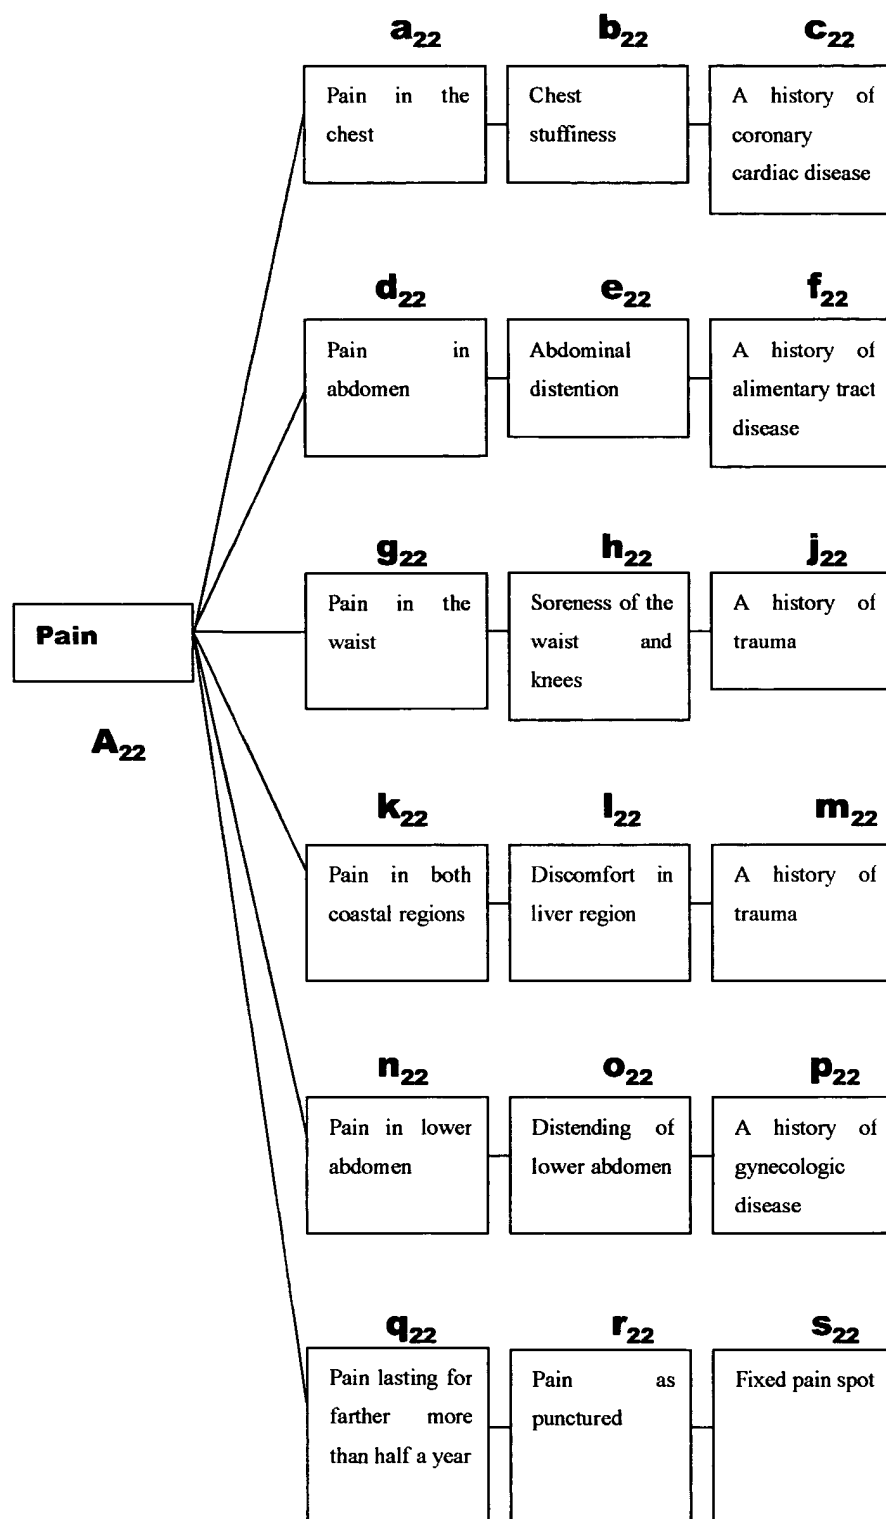 a22 b22 c22
Pain in the
chest
Chest
stuffiness
A history of
coronary
cardiac disease
d22 e22 f22
Pain in
abdomen
Abdominal
distention
A history of
alimentary tract
disease
g22 h22 j22
Pain in the
waist
Soreness of the
waist and
knees
A history of
trauma
Pain
A22
k22 l22 m22
Pain in both
coastal regions
Discomfort in
liver region
A history of
trauma
n22 o22 p22
Pain in lower
abdomen
Distending of
lower abdomen
A history of
gynecologic
disease
q22 r22 s22
Pain lasting for
farther more
than half a year
Pain as
punctured
Fixed pain spot